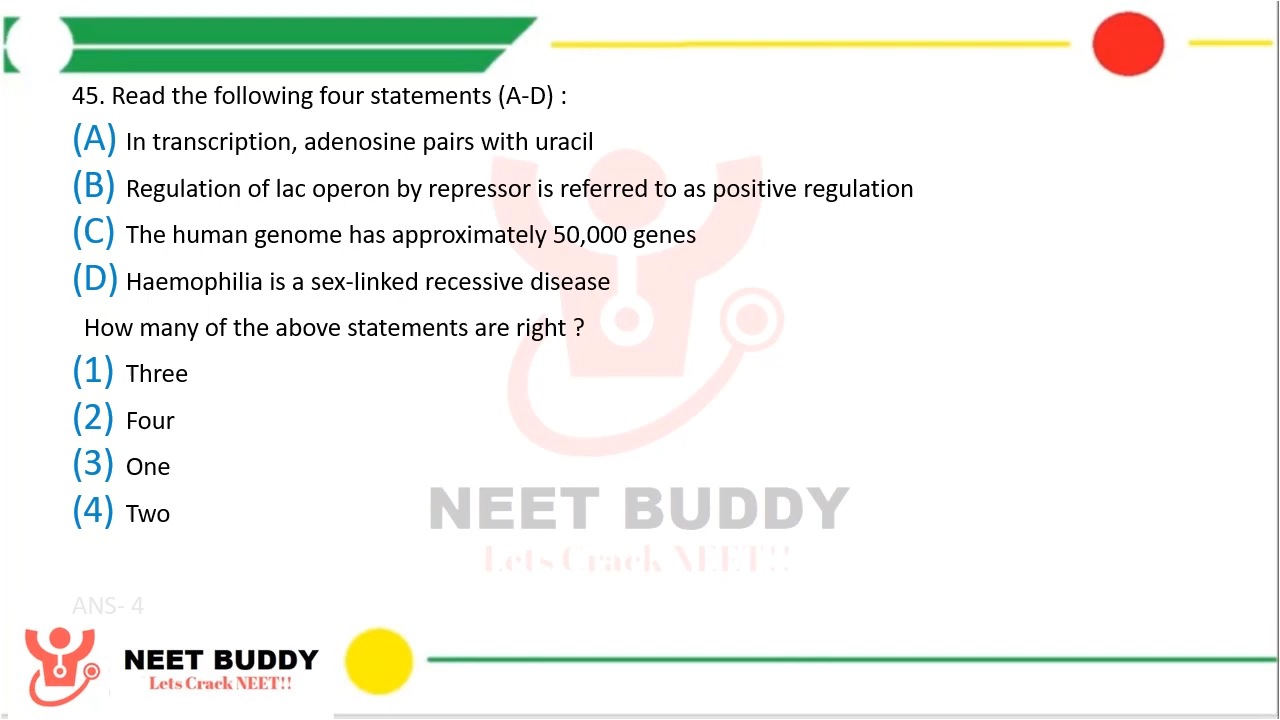 45. Read the following four statements (A-D) :
(A) In transcription, adenosine pairs with uracil
(B) Regulation of lac operon by repressor is referred to as positive regulation
(C) The human genome has approximately 50,000 genes
(D) Haemophilia is a sex-linked recessive disease
How many of the above statements are right ?
(1) Three
(2) Four
(3) One
(4) Two
NEET BUDDY
Lets Crack NEET!!
ANS- 4
NEET BUDDY
Lets Crack NEET!!